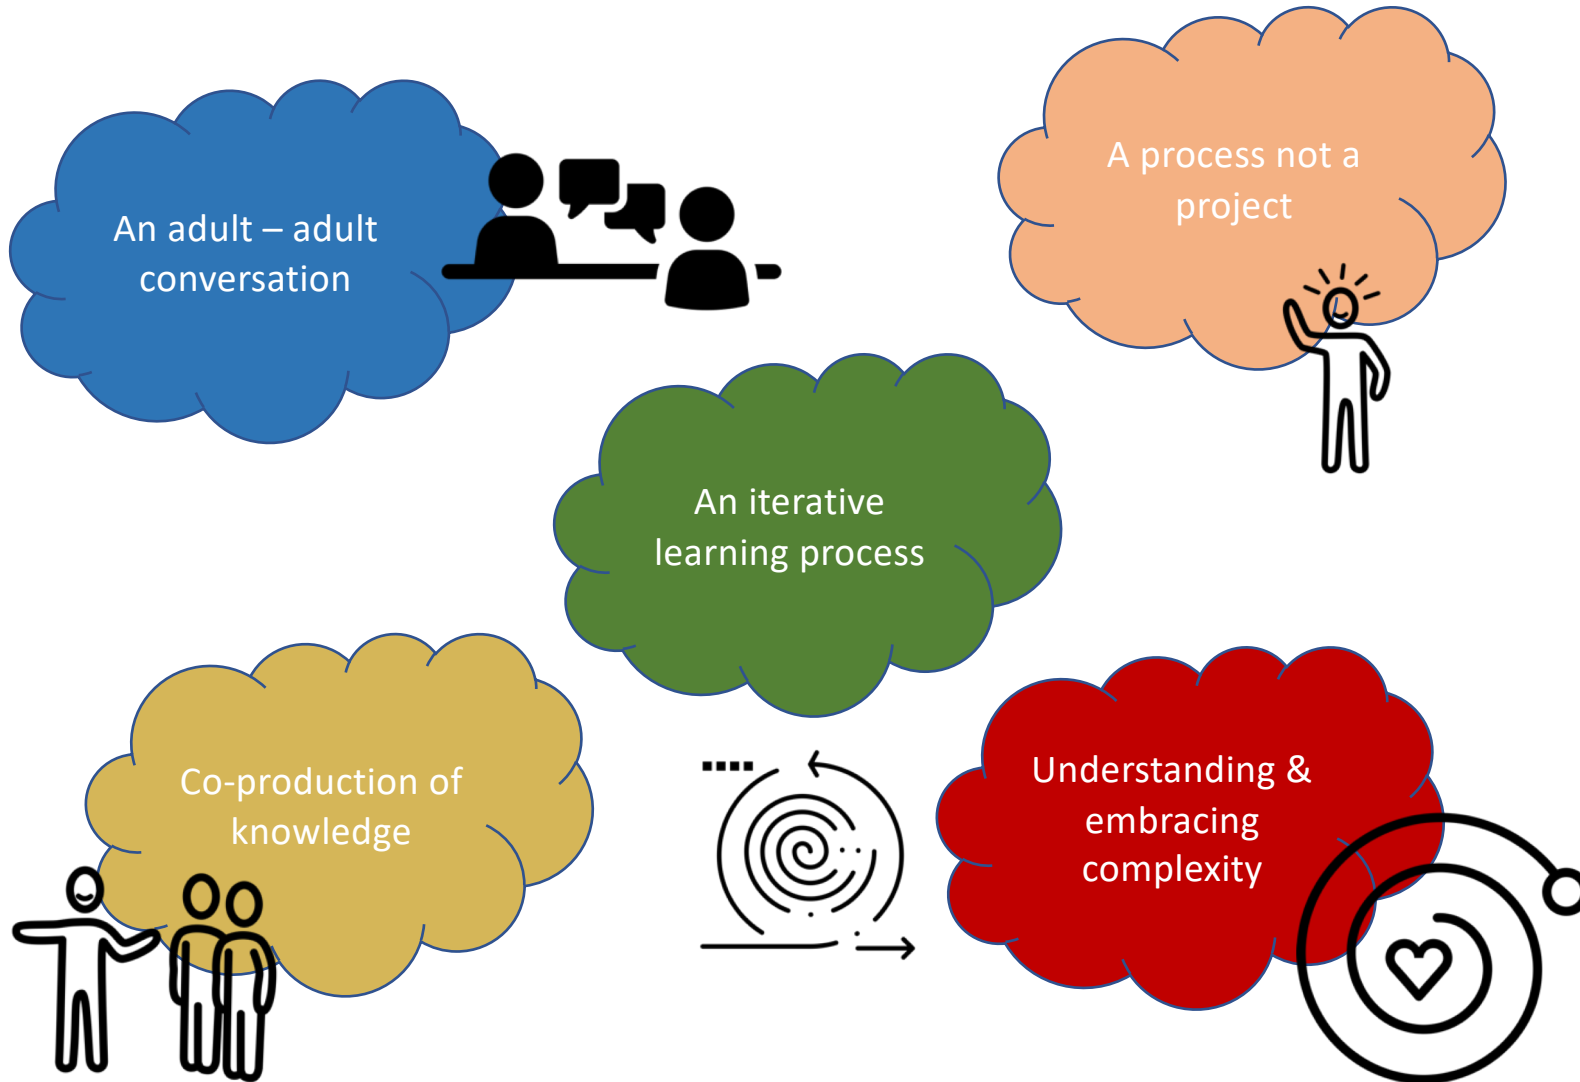 An adult – adult
conversation
A process not a
project
An iterative
learning process
Co-production of
knowledge
Understanding &
embracing
complexity